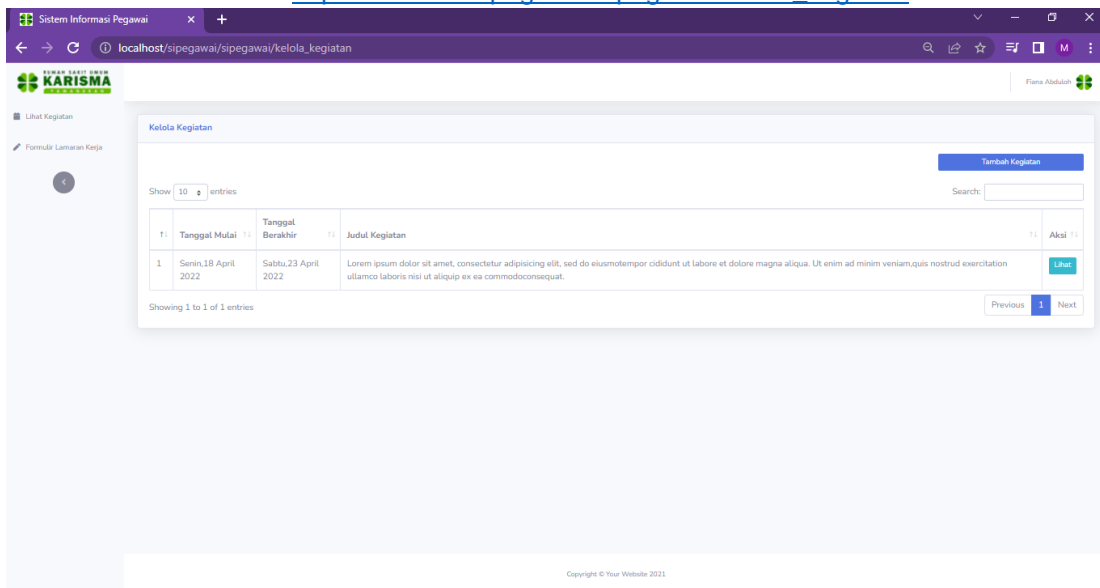 Sistem Informasi Pegawai
localhost/sipegawai/sipegawai/kelola_kegiatan
M
RUMAH SAKIT UMUM
KARISMA
Fiana Abduloh
Lihat Kegiatan
Formulir Lamaran Kerja
Kelola Kegiatan
Tambah Kegiatan
Show 10 entries
Search:
Tanggal Mulai
Tanggal
Berakhir
Judul Kegiatan
Aksi
1
Senin,18 April
2022
Sabtu,23 April
2022
Lorem ipsum dolor sit amet, consectetur adipisicing elit, sed do eiusmotempor cididunt ut labore et dolore magna aliqua. Ut enim ad minim veniam,quis nostrud exercitation
ullamco laboris nisi ut aliquip ex ea commodoconsequat.
Lihat
Showing 1 to 1 of 1 entries
Previous 1 Next
Copyright © Your Website 2021